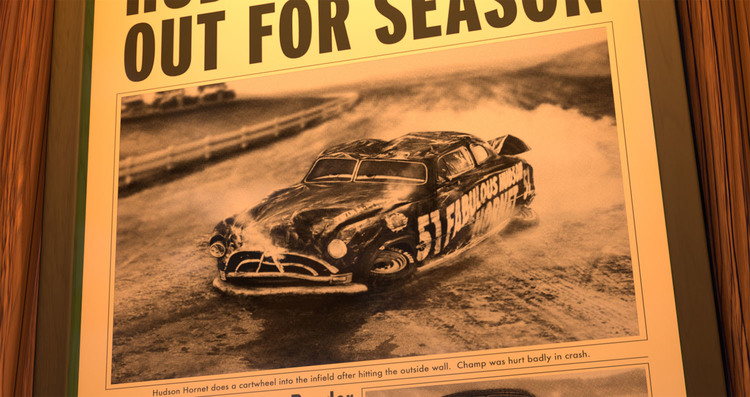 OUT FOR SEASON
51 FABULOUS HUDSON
HORNET
Hudson Hornet does a cartwheel into the infield after hitting the outside wall. Champ was hurt badly in crash.